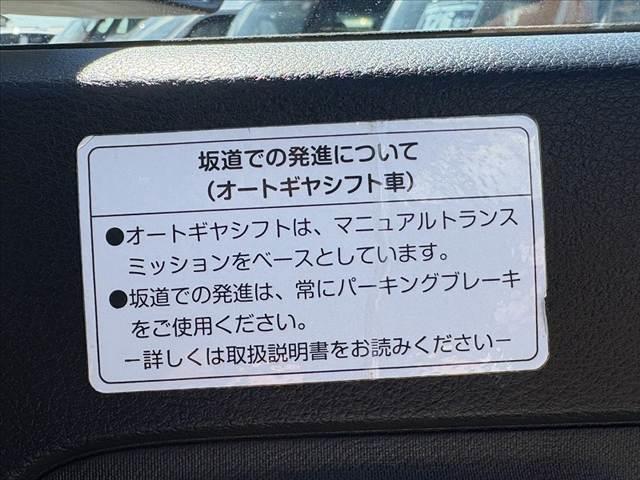 坂道での発進について
（オートギヤシフト車）
●オートギヤシフトは、マニュアルトランス
ミッションをベースとしています。
●坂道での発進は、常にパーキングブレーキ
をご使用ください。
－詳しくは取扱説明書をお読みください－